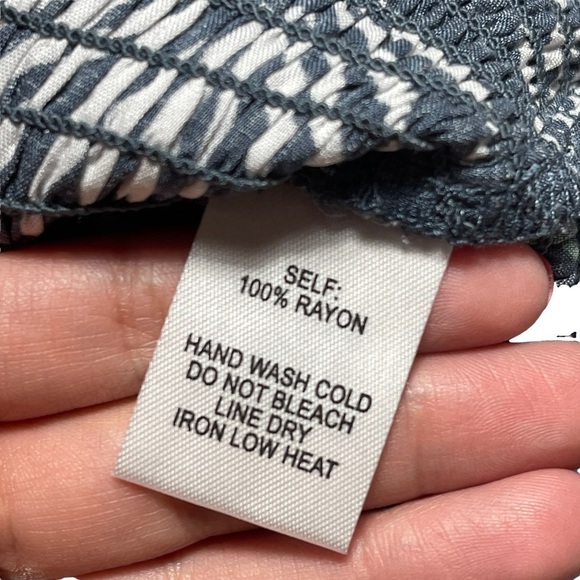 SELF:
100% RAYON
HAND WASH COLD
DO NOT BLEACH
LINE DRY
IRON LOW HEAT